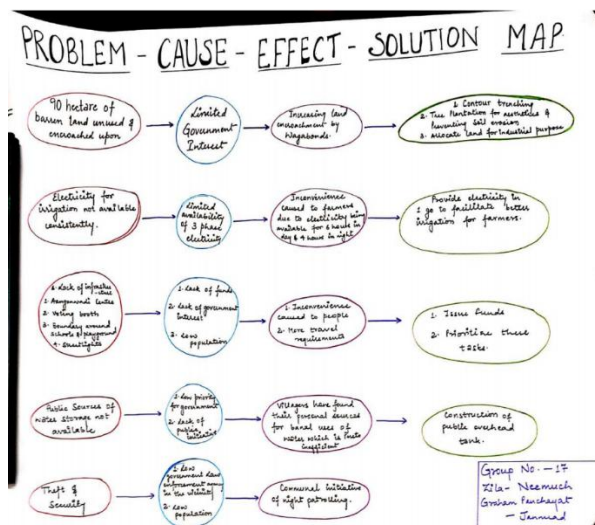 PROBLEM - CAUSE - EFFECT - SOLUTION MAP
90 hectare of
barren land unused &
encroached upon
Limited
Government
Interest
Increasing land
encroachment by
Vagabonds.
1. Contour trenching
2. Tree Plantation for aesthetics &
Preventing Soil erosion
3. Allocate land for industrial purpose
Electricity for
irrigation not available
consistently.
Limited
availability
of 3 phase
electricity
Inconvenience
caused to farmers
due to electricity being
available for 6 hours in
day & 4 hours in night
Provide electricity in
1 go to facilitate better
irrigation for farmers.
Lack of infrastru
cture
1. Aanganwadi Centre
2. Voting booth
3. Boundary around
schools & playground
4. Streetlights
1. Lack of funds
2. Lack of government
interest
3. Low
population
1. Inconvenience
caused to people
2. More travel
requirements
1. Issue funds
2. Prioritise these
tasks.
Public Sources of
water storage not
available
1. Low priority
for government
2. Lack of
public
initiative
Villagers have found
their personal sources
for banal uses of
water which is
inefficient
Construction of
public overhead
tank.
Theft &
Security
1. Low
government law
enforcement agency
in the vicinity
2. Low
population
Communal initiative
of night patrolling.
Group No. - 17
Zila - Neemuch
Graham Panchayat
- Jannad